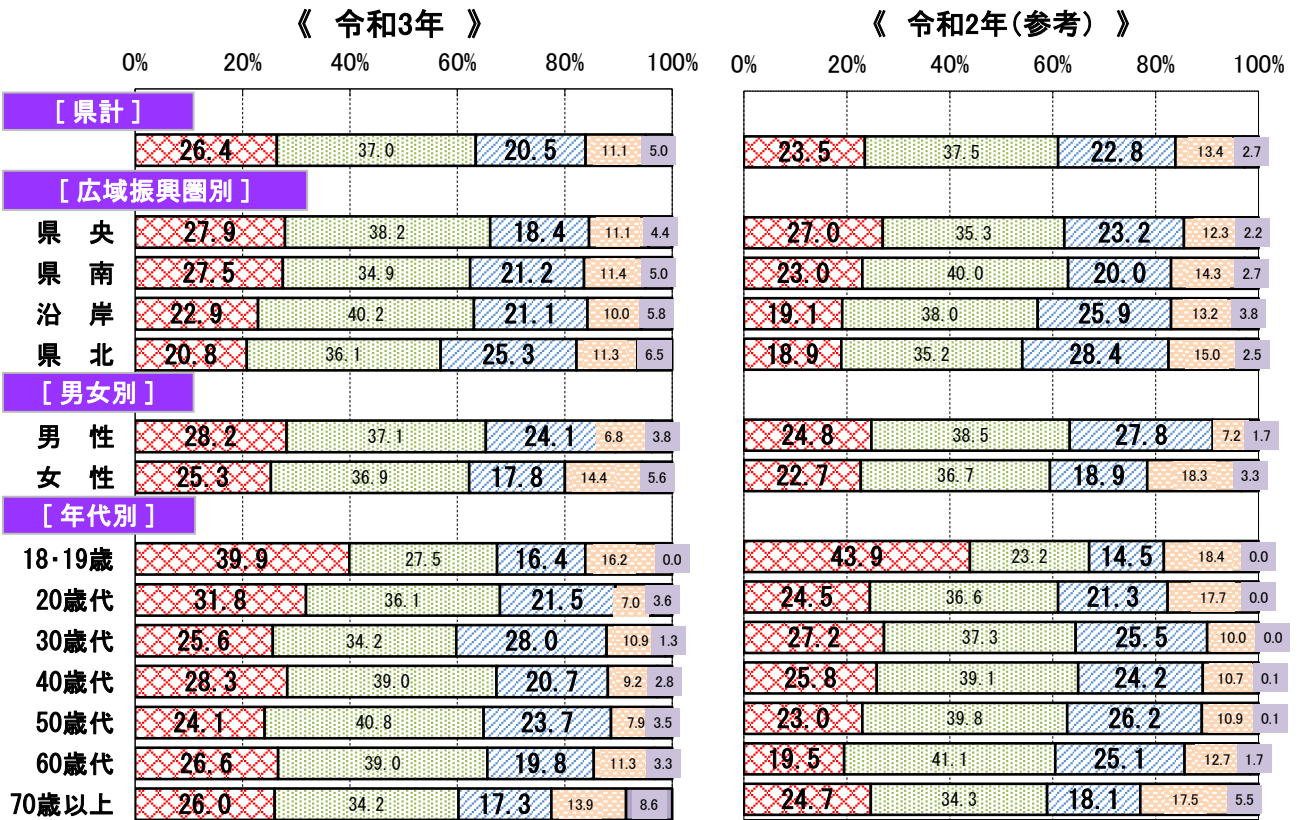 《 令和3年 》 《 令和2年(参考) 》
0% 20% 40% 60% 80% 100% 0% 20% 40% 60% 80% 100%
[ 県計 ]
26.4 37.0 20.5 11.1 5.0 23.5 37.5 22.8 13.4 2.7
[ 広域振興圏別 ]
県 央 27.9 38.2 18.4 11.1 4.4 27.0 35.3 23.2 12.3 2.2
県 南 27.5 34.9 21.2 11.4 5.0 23.0 40.0 20.0 14.3 2.7
沿 岸 22.9 40.2 21.1 10.0 5.8 19.1 38.0 25.9 13.2 3.8
県 北 20.8 36.1 25.3 11.3 6.5 18.9 35.2 28.4 15.0 2.5
[ 男女別 ]
男 性 28.2 37.1 24.1 6.8 3.8 24.8 38.5 27.8 7.2 1.7
女 性 25.3 36.9 17.8 14.4 5.6 22.7 36.7 18.9 18.3 3.3
[ 年代別 ]
18・19歳 39.9 27.5 16.4 16.2 0.0 43.9 23.2 14.5 18.4 0.0
20歳代 31.8 36.1 21.5 7.0 3.6 24.5 36.6 21.3 17.7 0.0
30歳代 25.6 34.2 28.0 10.9 1.3 27.2 37.3 25.5 10.0 0.0
40歳代 28.3 39.0 20.7 9.2 2.8 25.8 39.1 24.2 10.7 0.1
50歳代 24.1 40.8 23.7 7.9 3.5 23.0 39.8 26.2 10.9 0.1
60歳代 26.6 39.0 19.8 11.3 3.3 19.5 41.1 25.1 12.7 1.7
70歳以上 26.0 34.2 17.3 13.9 8.6 24.7 34.3 18.1 17.5 5.5